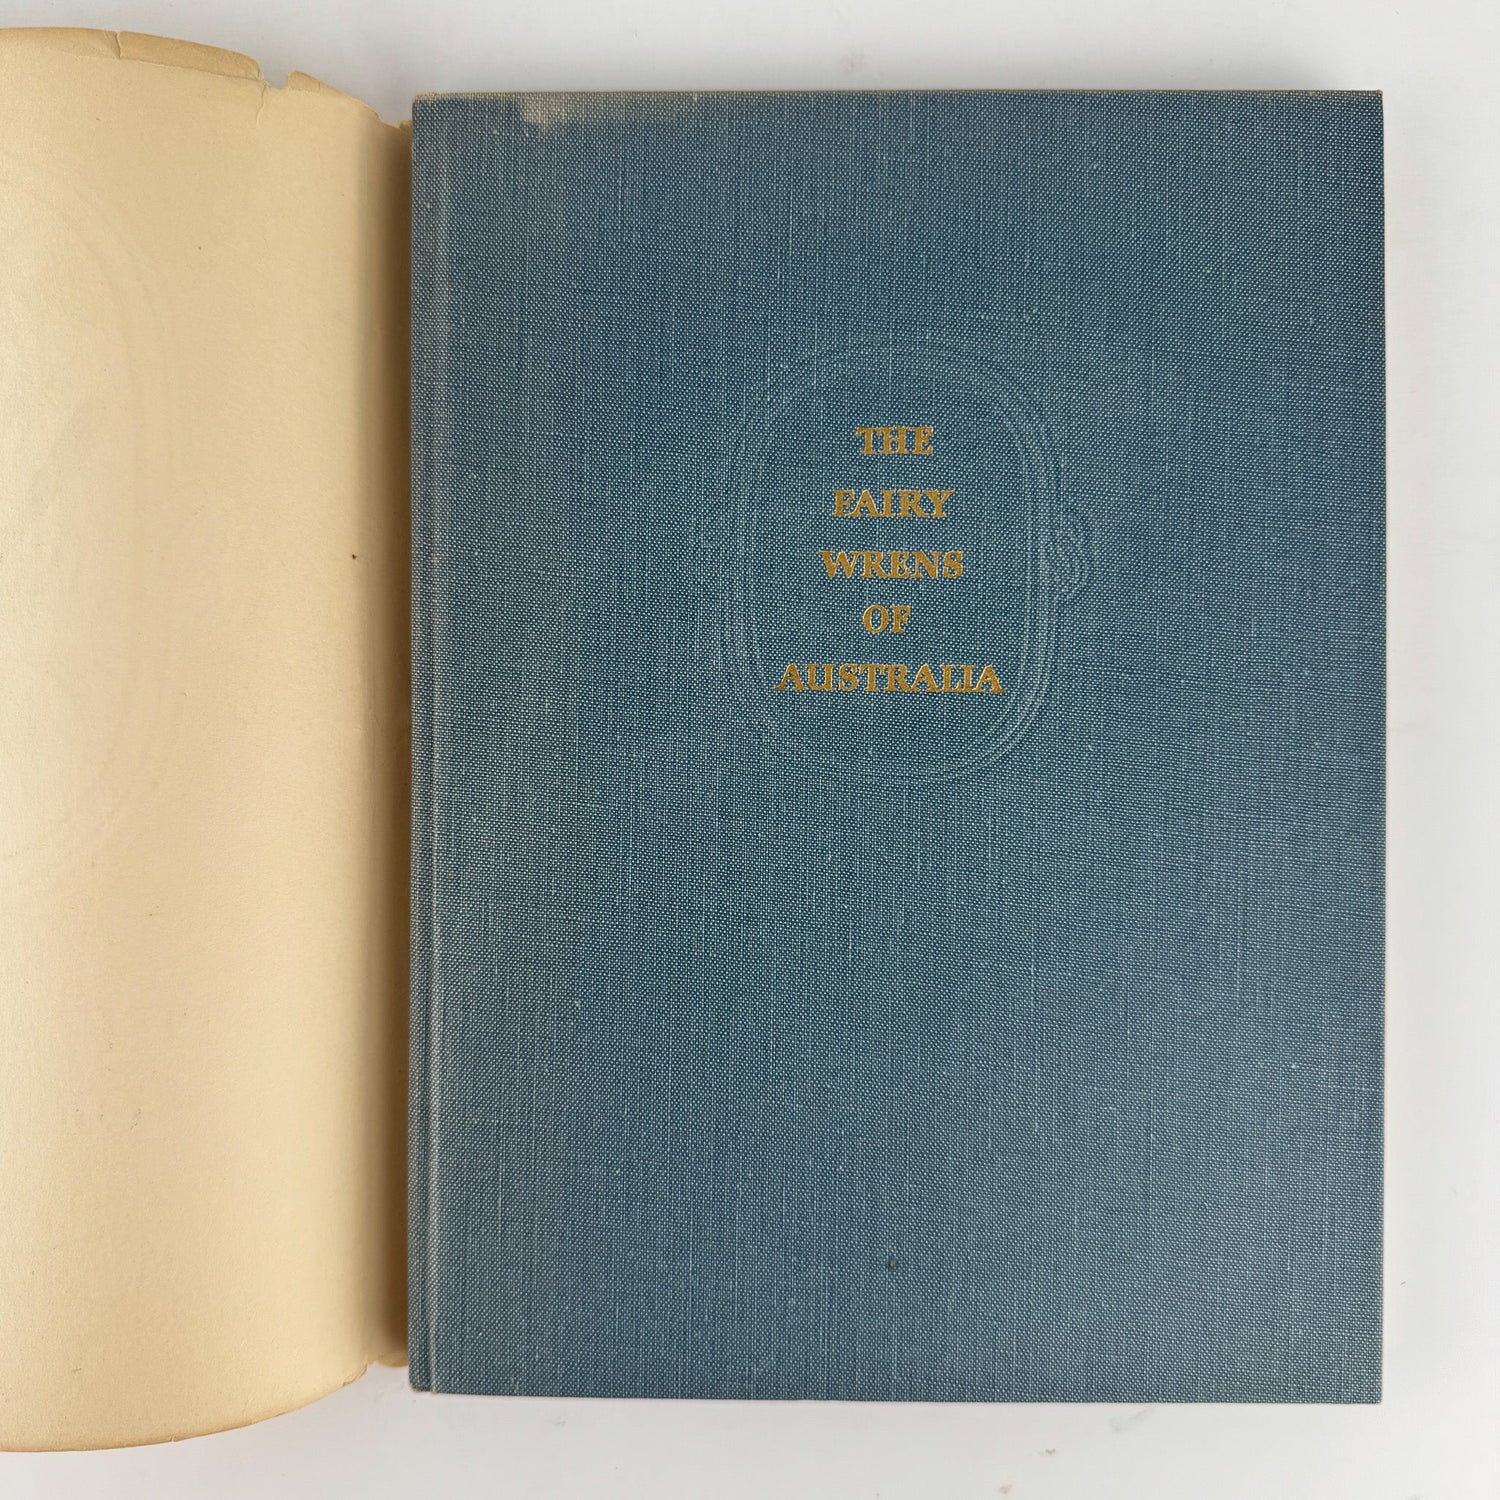 THE
FAIRY
WRENS
OF
AUSTRALIA